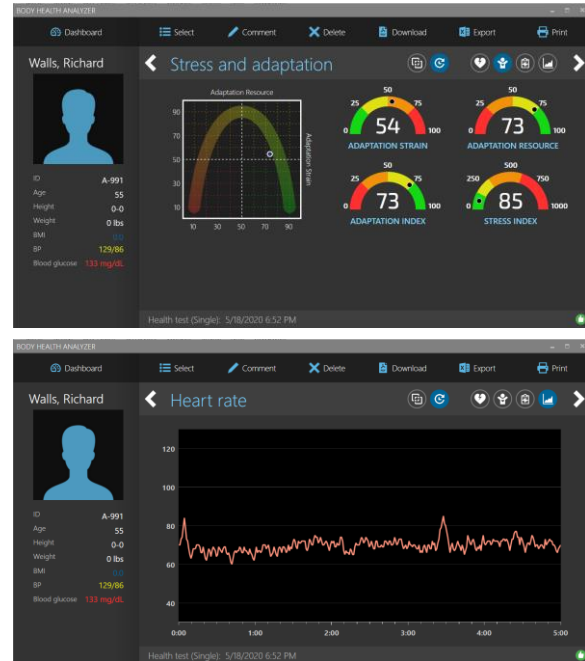 BODY HEALTH ANALYZER
Dashboard
Select
Comment
Delete
Download
Export
Print
Walls, Richard
Stress and adaptation
ID A-991
Age 55
Height 0-0
Weight 0 lbs
BMI 0.0
BP 129/86
Blood glucose 133 mg/dL
Adaptation Resource
Adaptation Strain
90
70
50
30
10
10 30 50 70 90
0 25 50 75 100
54
ADAPTATION STRAIN
0 25 50 75 100
73
ADAPTATION RESOURCE
0 25 50 75 100
73
ADAPTATION INDEX
0 250 500 750 1000
85
STRESS INDEX
Health test (Single): 5/18/2020 6:52 PM
BODY HEALTH ANALYZER
Dashboard
Select
Comment
Delete
Download
Export
Print
Walls, Richard
Heart rate
ID A-991
Age 55
Height 0-0
Weight 0 lbs
BMI 0.0
BP 129/86
Blood glucose 133 mg/dL
120
100
80
60
40
0:00 1:00 2:00 3:00 4:00 5:00
Health test (Single): 5/18/2020 6:52 PM